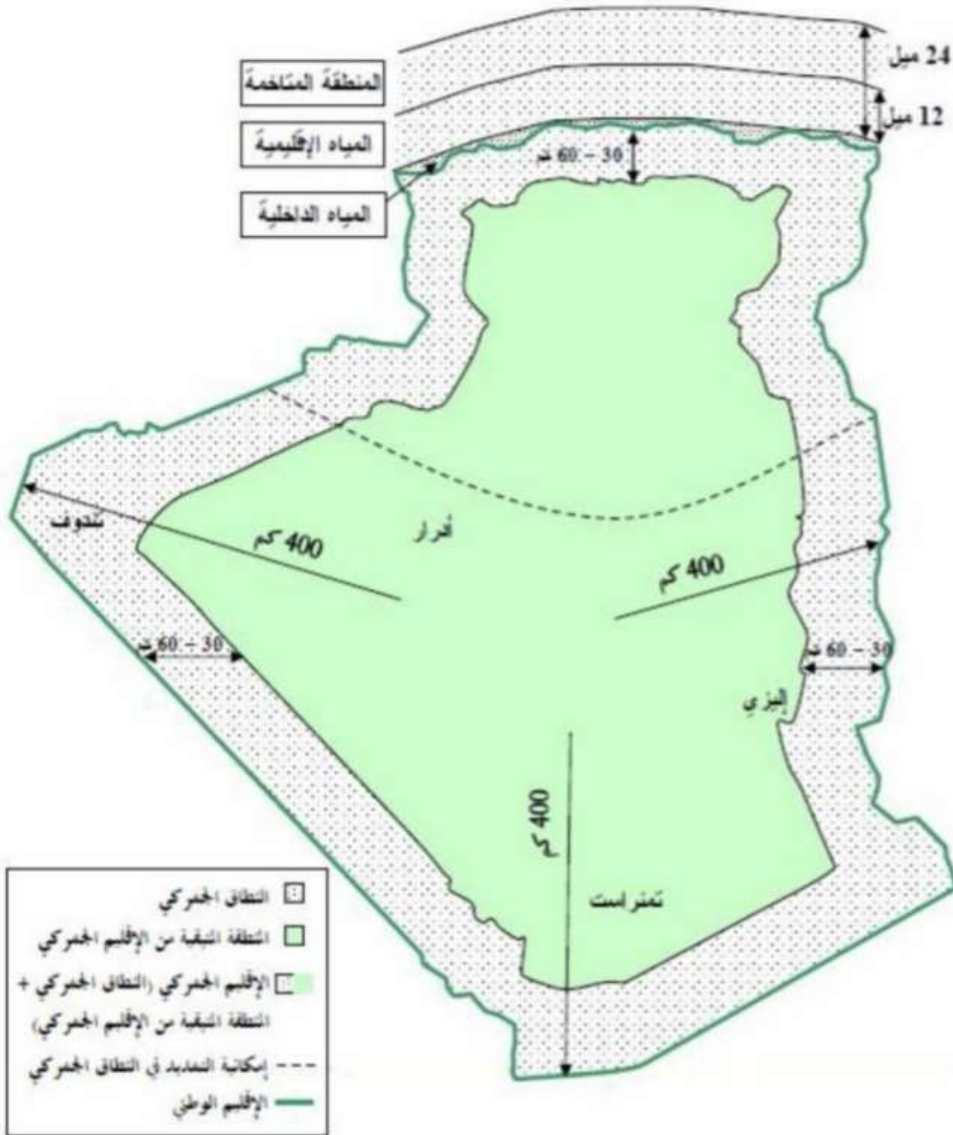 24 ميل
المنطقة المتاخمة
12 ميل
المياه الإقليمية
30 - 60 كم
المياه الداخلية
تندوف
400 كم
أدرار
400 كم
30 - 60 كم
30 - 60 كم
إليزي
400 كم
تمنراست
النطاق الجمركي
المنطقة المتبقية من الإقليم الجمركي
الإقليم الجمركي (النطاق الجمركي +
المنطقة المتبقية من الإقليم الجمركي)
إمكانية التمديد في النطاق الجمركي
الإقليم الوطني